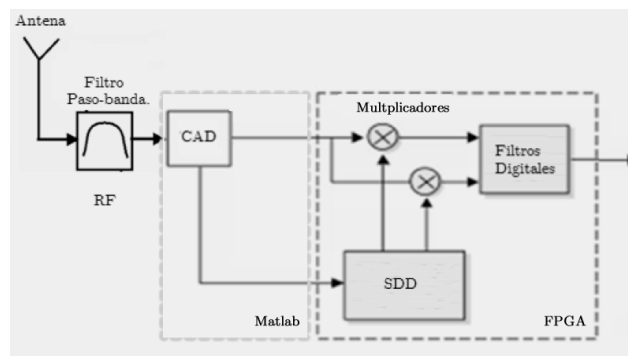 Antena
Filtro
Paso-banda.
RF
CAD
Multplicadores
Filtros
Digitales
SDD
Matlab
FPGA